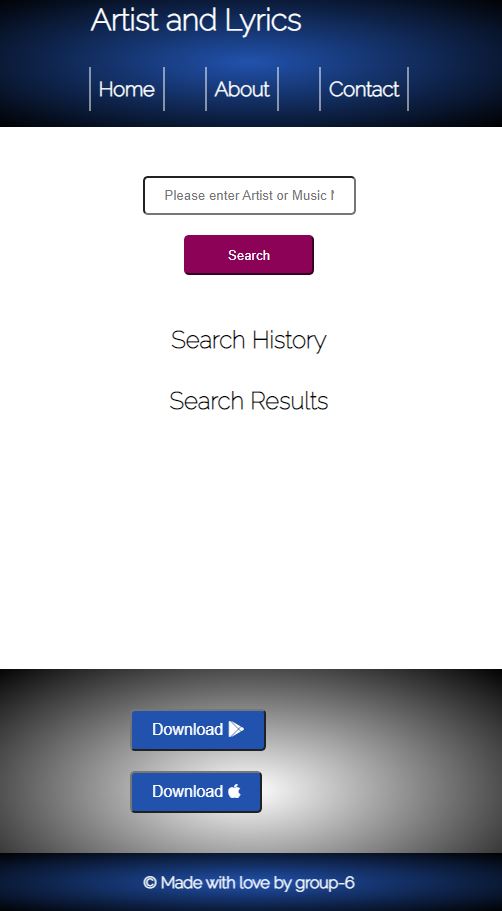 Artist and Lyrics
Home About Contact
Please enter Artist or Music
Search
Search History
Search Results
Download
Download
© Made with love by group-6